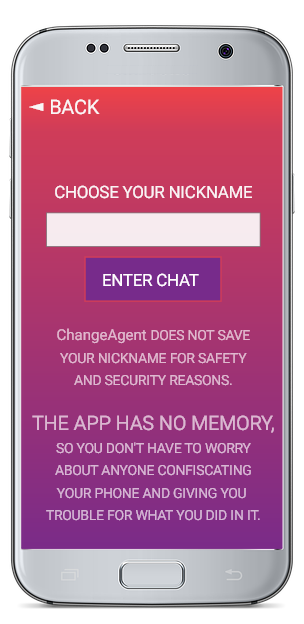 ◄ BACK
CHOOSE YOUR NICKNAME
ENTER CHAT
ChangeAgent DOES NOT SAVE
YOUR NICKNAME FOR SAFETY
AND SECURITY REASONS.
THE APP HAS NO MEMORY,
SO YOU DON'T HAVE TO WORRY
ABOUT ANYONE CONFISCATING
YOUR PHONE AND GIVING YOU
TROUBLE FOR WHAT YOU DID IN IT.